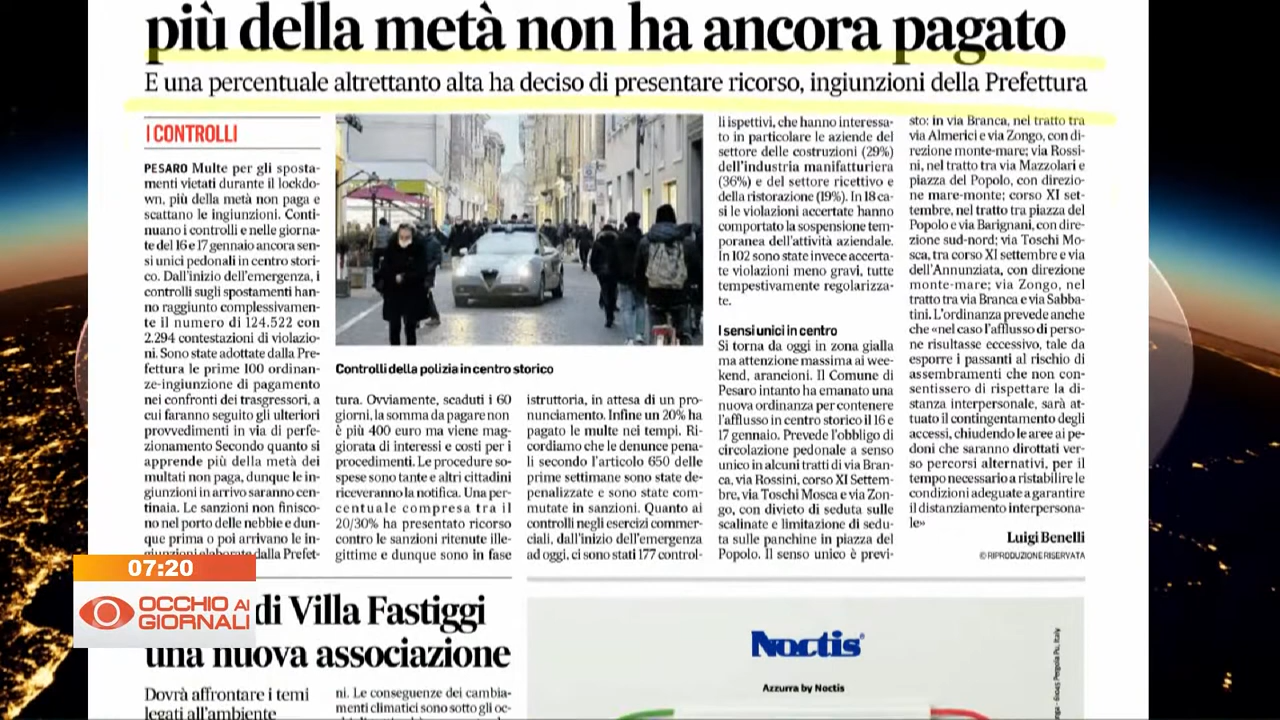 più della metà non ha ancora pagato
E una percentuale altrettanto alta ha deciso di presentare ricorso, ingiunzioni della Prefettura
I CONTROLLI
PESARO Multe per gli sposta-
menti vietati durante il lockdo-
wn, più della metà non paga e
scattano le ingiunzioni. Conti-
nuano i controlli e nelle giorna-
te del 16 e 17 gennaio ancora sen-
si unici pedonali in centro stori-
co. Dall'inizio dell'emergenza, i
controlli sugli spostamenti han-
no raggiunto complessivamen-
te il numero di 124.522 con
2.294 contestazioni di violazio-
ni. Sono state adottate dalla Pre-
fettura le prime 100 ordinan-
ze-ingiunzione di pagamento
nei confronti dei trasgressori, a
cui faranno seguito gli ulteriori
provvedimenti in via di perfe-
zionamento Secondo quanto si
apprende più della metà dei
multati non paga, dunque le in-
giunzioni in arrivo saranno cen-
tinaia. Le sanzioni non finisco-
no nel porto delle nebbie e dun-
que prima o poi arrivano le in-
giunzioni elaborate dalla Prefet-
Controlli della polizia in centro storico
tura. Ovviamente, scaduti i 60
giorni, la somma da pagare non
è più 400 euro ma viene mag-
giorata di interessi e costi per i
procedimenti. Le procedure so-
spese sono tante e altri cittadini
riceveranno la notifica. Una per-
centuale compresa tra il
20/30% ha presentato ricorso
contro le sanzioni ritenute ille-
gittime e dunque sono in fase
istruttoria, in attesa di un pro-
nunciamento. Infine un 20% ha
pagato le multe nei tempi. Ri-
cordiamo che le denunce pena-
li secondo l'articolo 650 delle
prime settimane sono state de-
penalizzate e sono state com-
mutate in sanzioni. Quanto ai
controlli negli esercizi commer-
ciali, dall'inizio dell'emergenza
ad oggi, ci sono stati 177 control-
li ispettivi, che hanno interessa-
to in particolare le aziende del
settore delle costruzioni (29%)
dell'industria manifatturiera
(36%) e del settore ricettivo e
della ristorazione (19%). In 18 ca-
si le violazioni accertate hanno
comportato la sospensione tem-
poranea dell'attività aziendale.
In 102 sono state invece accerta-
te violazioni meno gravi, tutte
tempestivamente regolarizza-
te.
I sensi unici in centro
Si torna da oggi in zona gialla
ma attenzione massima ai wee-
kend, arancioni. Il Comune di
Pesaro intanto ha emanato una
nuova ordinanza per contenere
l'afflusso in centro storico il 16 e
17 gennaio. Prevede l'obbligo di
circolazione pedonale a senso
unico in alcuni tratti di via Bran-
ca, via Rossini, corso XI Settem-
bre, via Toschi Mosca e via Zon-
go, con divieto di seduta sulle
scalinate e limitazione di sedu-
ta sulle panchine in piazza del
Popolo. Il senso unico è previ-
sto: in via Branca, nel tratto tra
via Almerici e via Zongo, con di-
rezione monte-mare; via Rossi-
ni, nel tratto tra via Mazzolari e
piazza del Popolo, con direzio-
ne mare-monte; corso XI set-
tembre, nel tratto tra piazza del
Popolo e via Barignani, con dire-
zione sud-nord; via Toschi Mo-
sca, tra corso XI settembre e via
dell'Annunziata, con direzione
monte-mare; via Zongo, nel
tratto tra via Branca e via Sabba-
tini. L'ordinanza prevede anche
che «nel caso l'afflusso di perso-
ne risultasse eccessivo, tale da
esporre i passanti al rischio di
assembramenti che non con-
sentissero di rispettare la di-
stanza interpersonale, sarà at-
tuato il contingentamento degli
accessi, chiudendo le aree ai pe-
doni che saranno dirottati ver-
so percorsi alternativi, per il
tempo necessario a ristabilire le
condizioni adeguate a garantire
il distanziamento interpersona-
le»
Luigi Benelli
© RIPRODUZIONE RISERVATA
07:20
OCCHIO AI
GIORNALI
di Villa Fastiggi
una nuova associazione
Dovrà affrontare i temi
legati all'ambiente
ni. Le conseguenze dei cambia-
menti climatici sono sotto gli oc-
Noctis
Azzurra by Noctis
61045 Pergola Pu, Italy